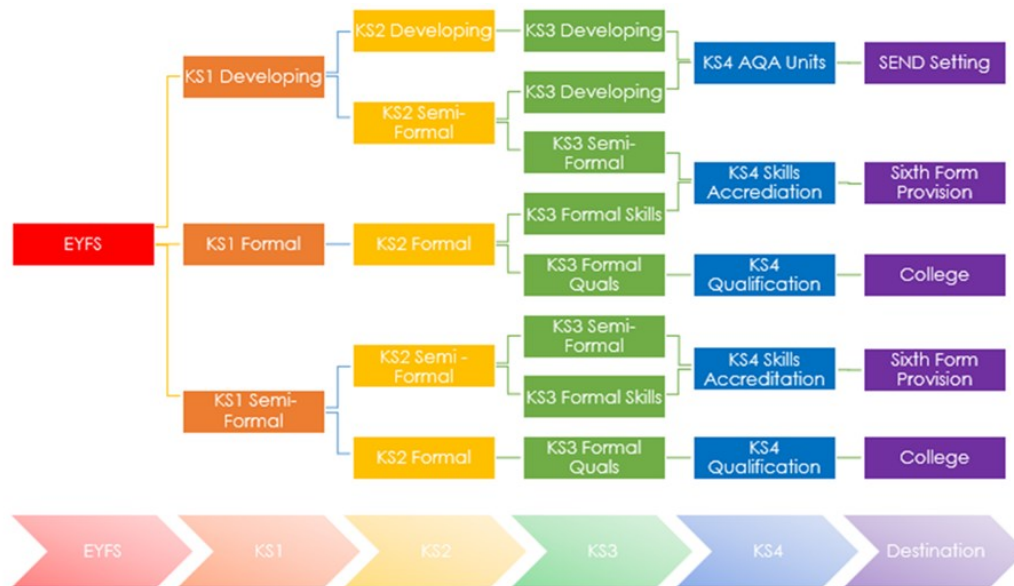 EYFS
KS1 Developing
KS1 Formal
KS1 Semi-
Formal
KS2 Developing
KS2 Semi-
Formal
KS2 Formal
KS2 Semi -
Formal
KS2 Formal
KS3 Developing
KS3 Developing
KS3 Semi-
Formal
KS3 Formal Skills
KS3 Formal
Quals
KS3 Semi-
Formal
KS3 Formal Skills
KS3 Formal
Quals
KS4 AQA Units
KS4 Skills
Accrediation
KS4
Qualification
KS4 Skills
Accreditation
KS4
Qualification
SEND Setting
Sixth Form
Provision
College
Sixth Form
Provision
College
EYFS
KS1
KS2
KS3
KS4
Destination